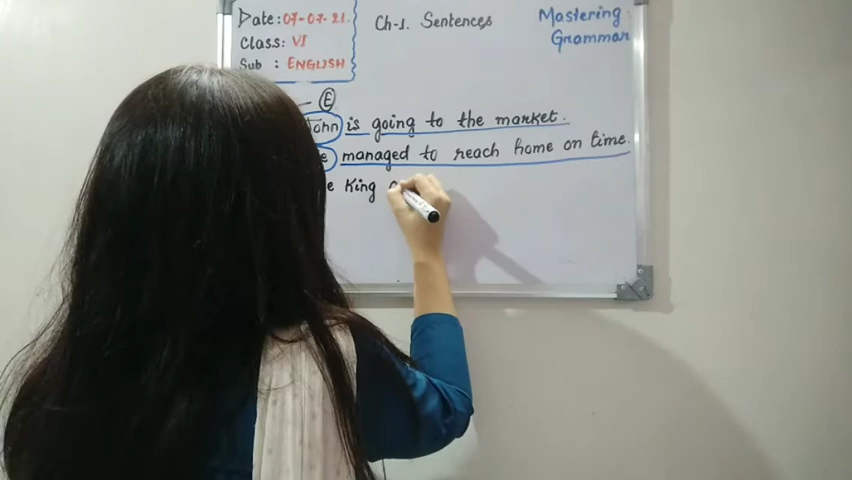 Date: 07-07-21.
Class: VI
Sub : ENGLISH
Ch-1. Sentences
Mastering
Grammar
E
John is going to the market.
managed to reach home on time.
King